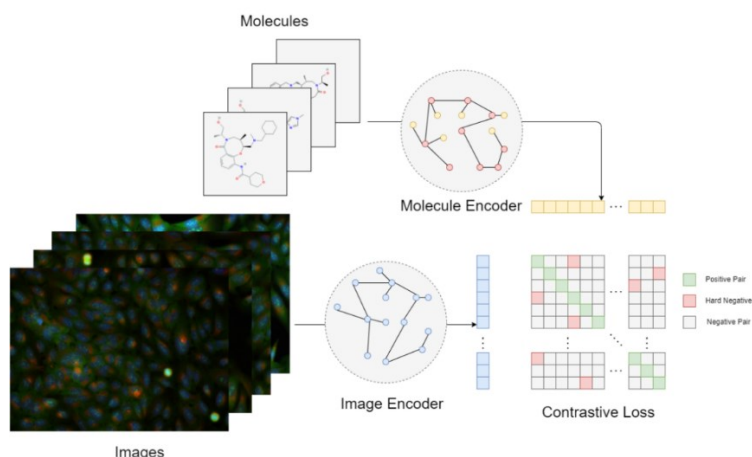 Molecules
Molecule Encoder
Positive Pair
Hard Negative
Negative Pair
Image Encoder
Contrastive Loss
Images